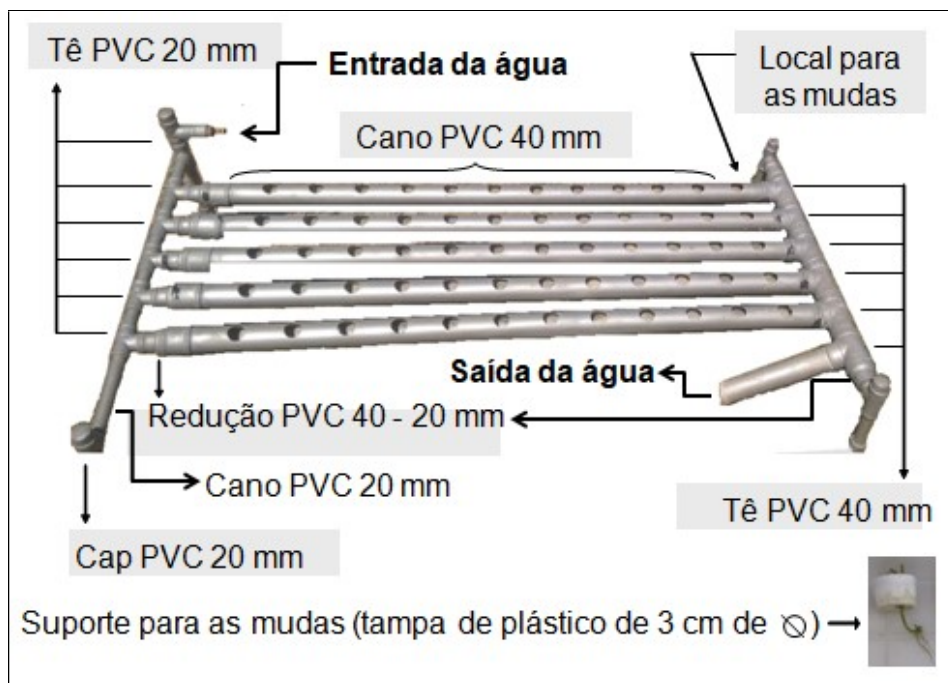 Tê PVC 20 mm
Entrada da água
Local para
as mudas
Cano PVC 40 mm
Saída da água
Redução PVC 40 - 20 mm
Cano PVC 20 mm
Tê PVC 40 mm
Cap PVC 20 mm
Suporte para as mudas (tampa de plástico de 3 cm de ⦰)